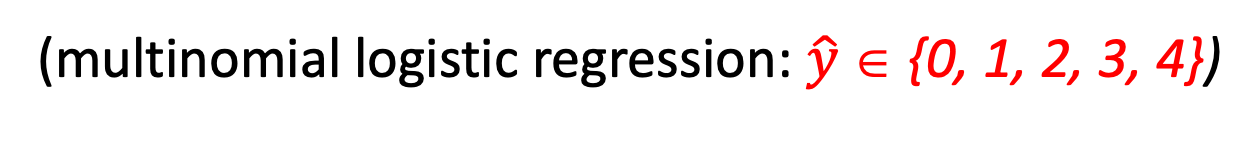 (multinomial logistic regression: ŷ ∈ {0, 1, 2, 3, 4})